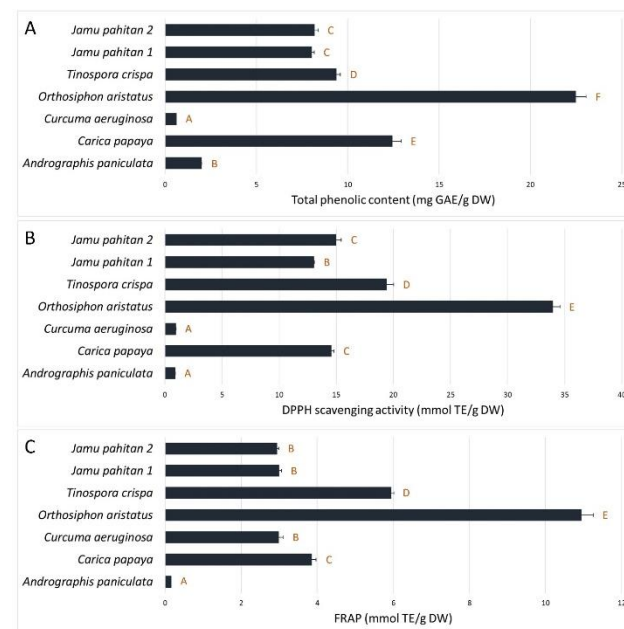 A
Jamu pahitan 2 C
Jamu pahitan 1 C
Tinospora crispa D
Orthosiphon aristatus F
Curcuma aeruginosa A
Carica papaya E
Andrographis paniculata B
0 5 10 15 20 25
Total phenolic content (mg GAE/g DW)
B
Jamu pahitan 2 C
Jamu pahitan 1 B
Tinospora crispa D
Orthosiphon aristatus E
Curcuma aeruginosa A
Carica papaya C
Andrographis paniculata A
0 5 10 15 20 25 30 35 40
DPPH scavenging activity (mmol TE/g DW)
C
Jamu pahitan 2 B
Jamu pahitan 1 B
Tinospora crispa D
Orthosiphon aristatus E
Curcuma aeruginosa B
Carica papaya C
Andrographis paniculata A
0 2 4 6 8 10 12
FRAP (mmol TE/g DW)